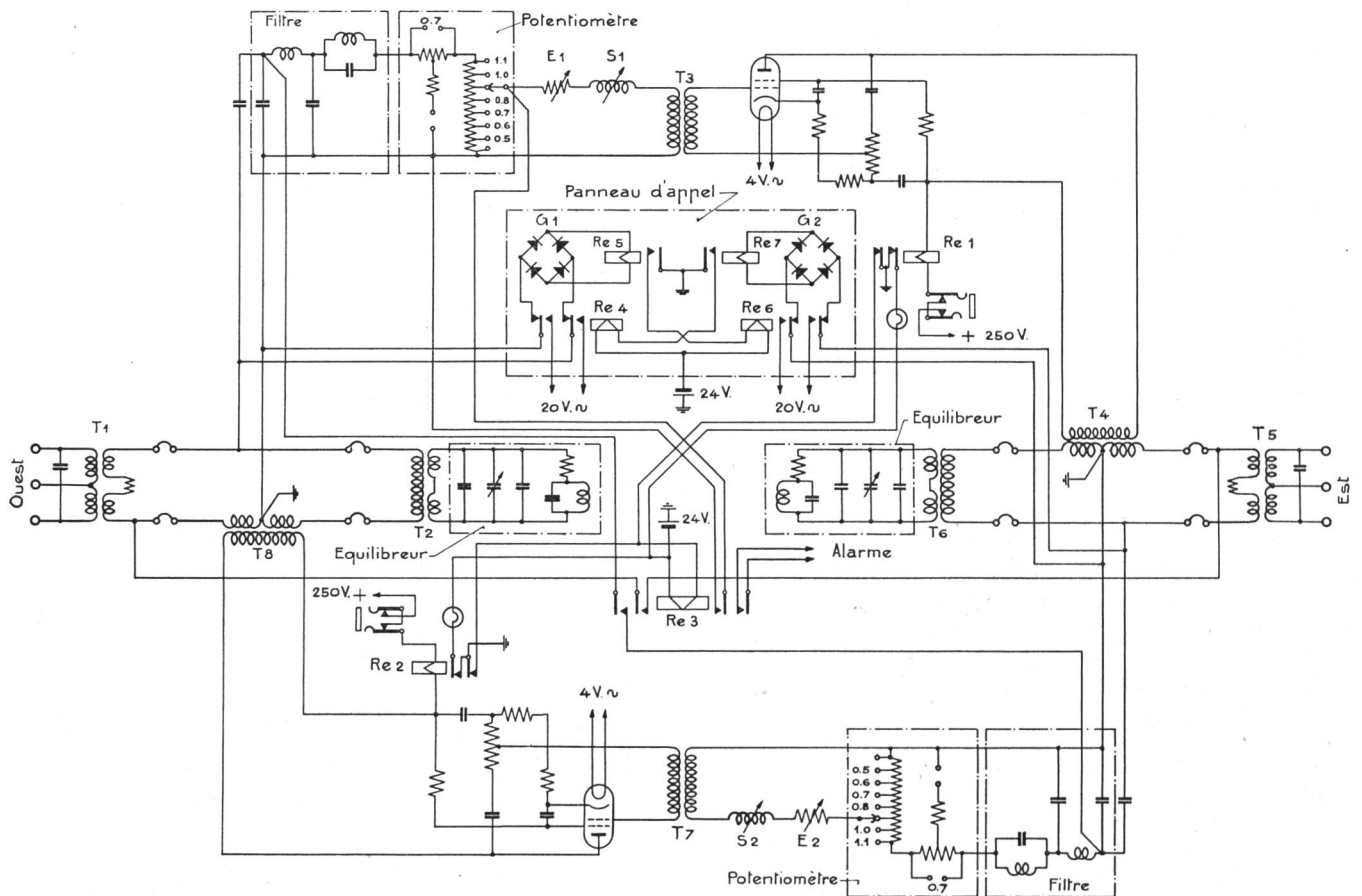 Filtre
0.7
Potentiomètre
1.1
1.0
0.8
0.7
0.6
0.5
E1
S1
T3
4V.~
Panneau d'appel
G1
Re 5
Re 7
G2
Re 1
Re 4
Re 6
+ 250V.
20V.~
24V.
20V.~
T1
Ouest
T8
T2
Equilibreur
24V.
Equilibreur
T6
T4
T5
Est
Alarme
250V. +
Re 3
Re 2
4V.~
T7
S2
E2
0.5
0.6
0.7
0.8
1.0
1.1
0.7
Potentiomètre
Filtre